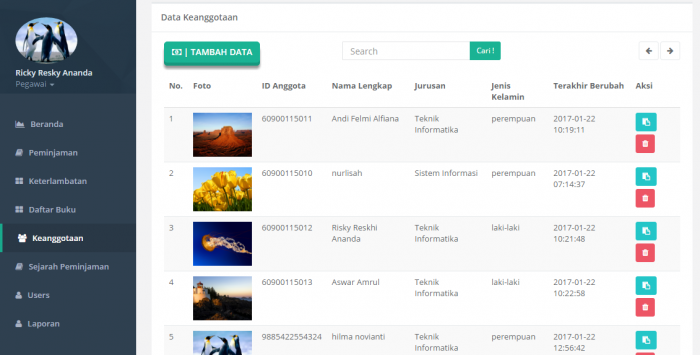 Ricky Resky Ananda
Pegawai
Beranda
Peminjaman
Keterlambatan
Daftar Buku
Keanggotaan
Sejarah Peminjaman
Users
Laporan
Data Keanggotaan
| TAMBAH DATA
Search
Cari !
No. Foto ID Anggota Nama Lengkap Jurusan Jenis Kelamin Terakhir Berubah Aksi
1 60900115011 Andi Felmi Alfiana Teknik Informatika perempuan 2017-01-22 10:19:11
2 60900115010 nurlisah Sistem Informasi perempuan 2017-01-22 07:14:37
3 60900115012 Risky Reskhi Ananda Teknik Informatika laki-laki 2017-01-22 10:21:48
4 60900115013 Aswar Amrul Teknik Informatika laki-laki 2017-01-22 10:22:58
5 9885422554324 hilma novianti Teknik Informatika perempuan 2017-01-22 12:56:42